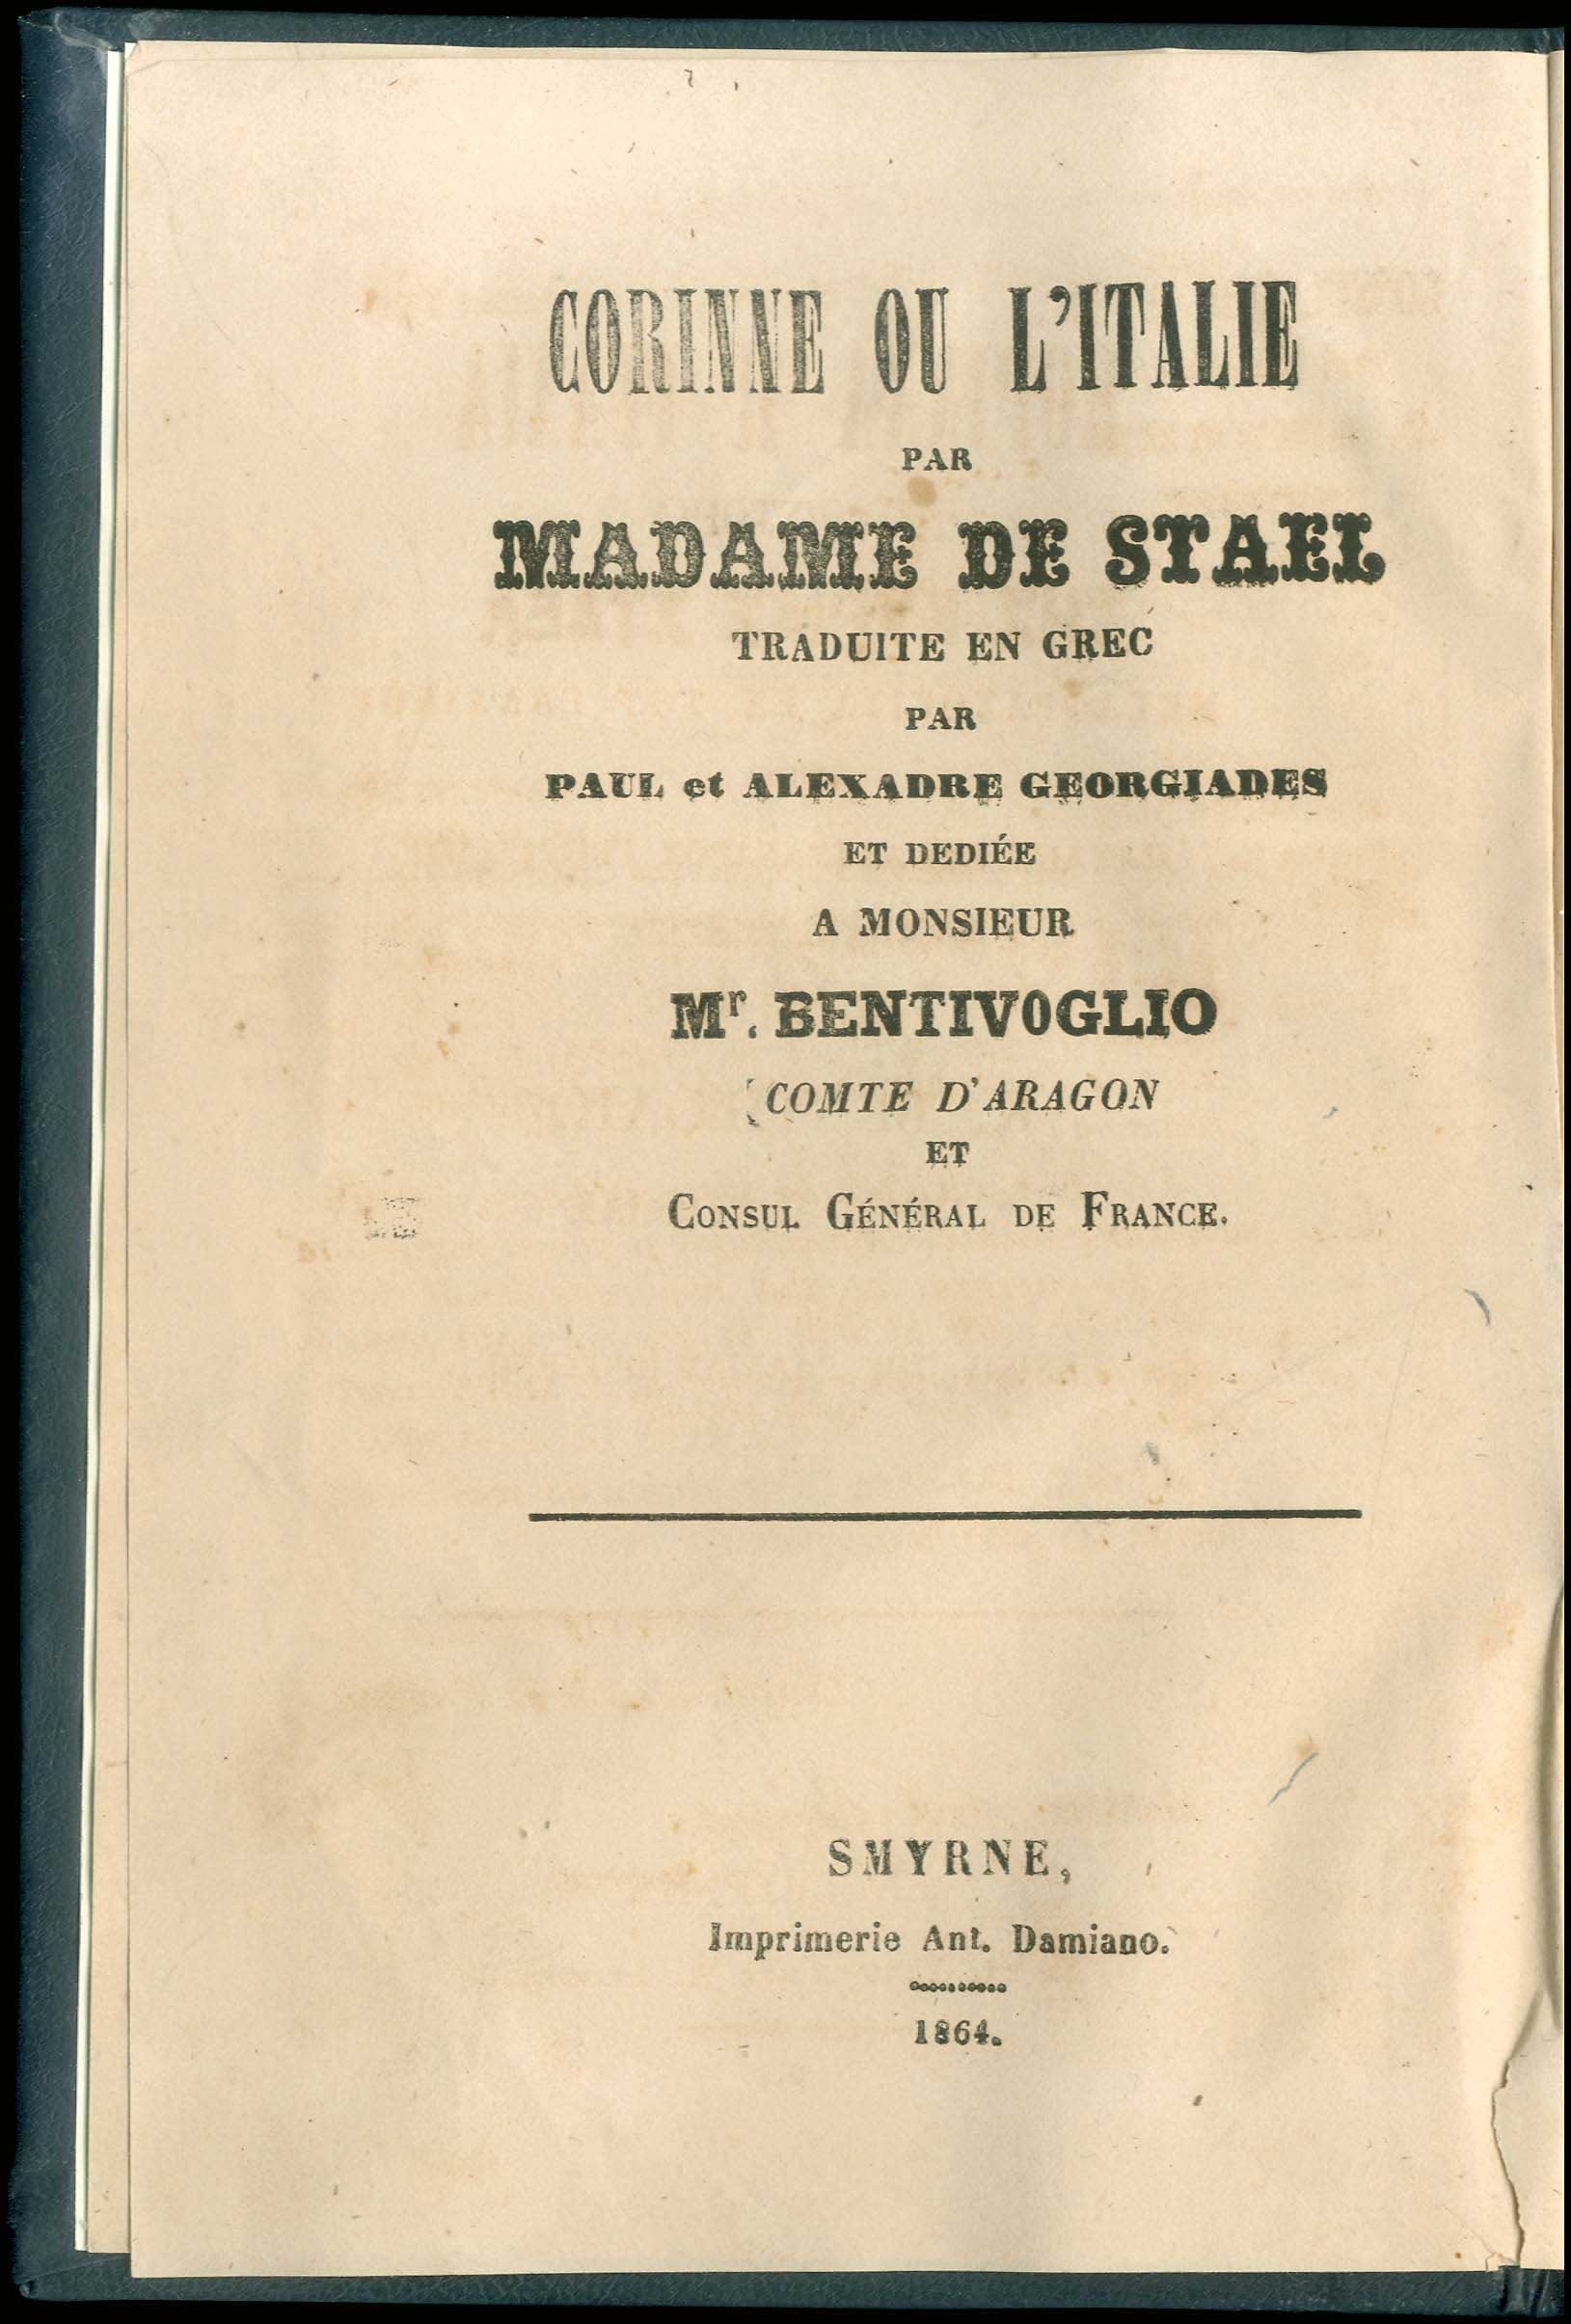 CORINNE OU L'ITALIE
PAR
MADAME DE STAEL
TRADUITE EN GREC
PAR
PAUL et ALEXADRE GEORGIADES
ET DEDIÉE
A MONSIEUR
Mr. BENTIVOGLIO
COMTE D'ARAGON
ET
CONSUL GÉNÉRAL DE FRANCE.
SMYRNE,
Imprimerie Ant. Damiano.
1864.